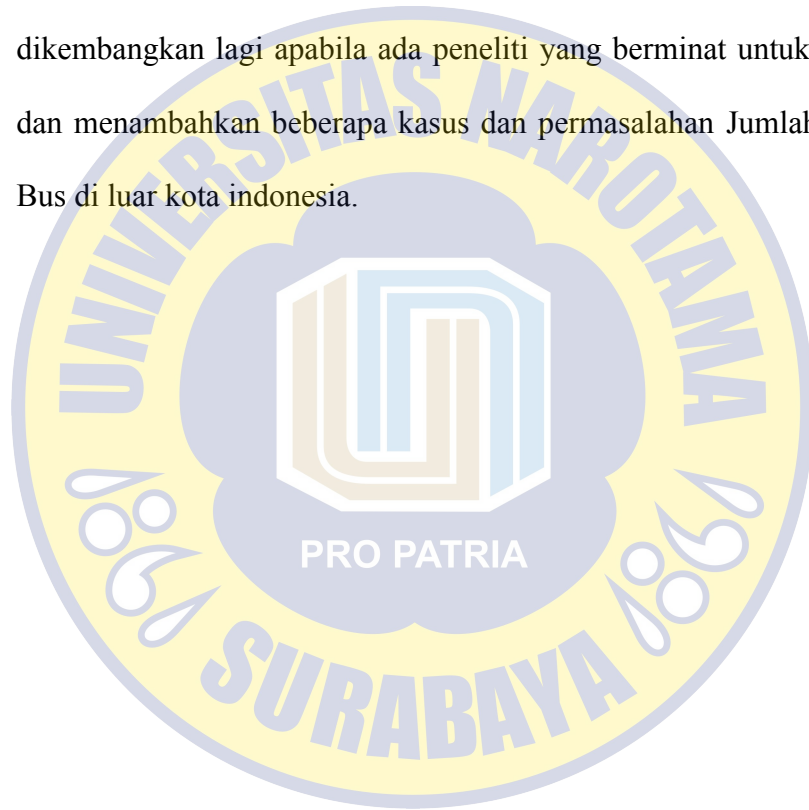 dikembangkan lagi apabila ada peneliti yang berminat untuk
dan menambahkan beberapa kasus dan permasalahan Jumlah
Bus di luar kota indonesia.
UNIVERSITAS NAROTAMA
PRO PATRIA
SURABAYA